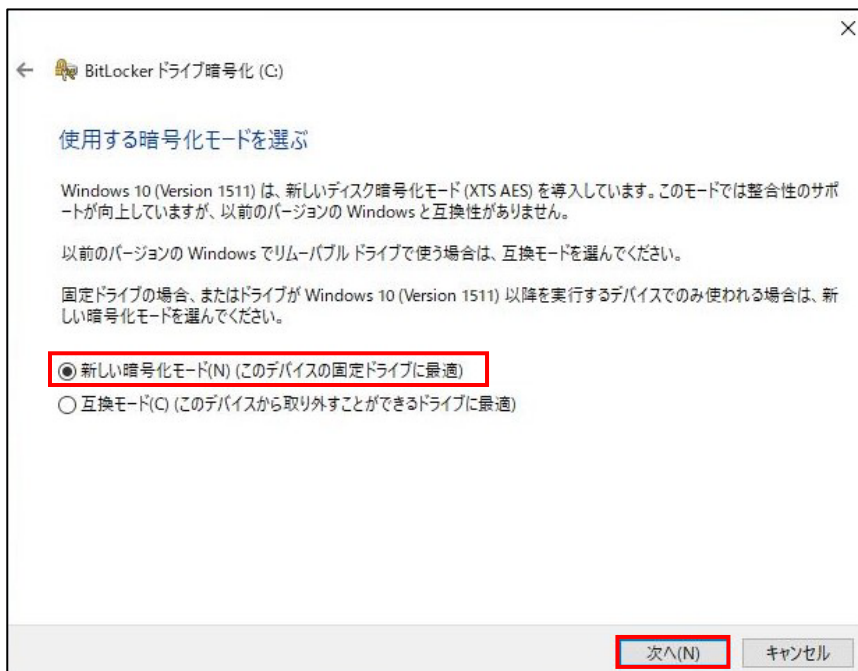 BitLocker ドライブ暗号化 (C:)
使用する暗号化モードを選ぶ
Windows 10 (Version 1511) は、新しいディスク暗号化モード (XTS AES) を導入しています。このモードでは整合性のサポ
ートが向上していますが、以前のバージョンの Windows と互換性がありません。
以前のバージョンの Windows でリムーバブル ドライブで使う場合は、互換モードを選んでください。
固定ドライブの場合、またはドライブが Windows 10 (Version 1511) 以降を実行するデバイスでのみ使われる場合は、新
しい暗号化モードを選んでください。
新しい暗号化モード(N) (このデバイスの固定ドライブに最適)
互換モード(C) (このデバイスから取り外すことができるドライブに最適)
次へ(N)
キャンセル